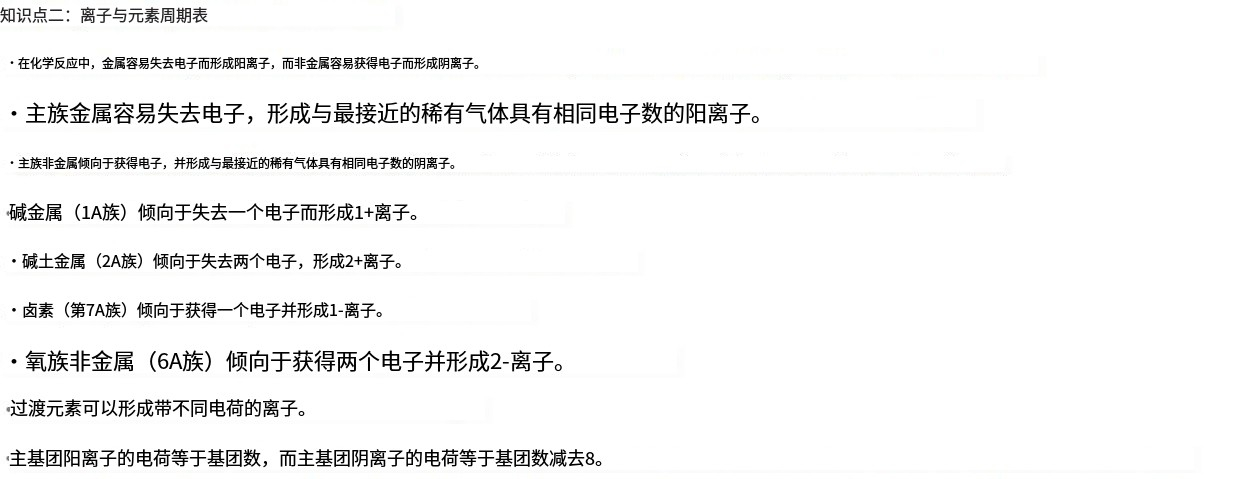 知识点二：离子与元素周期表
·在化学反应中，金属容易失去电子而形成阳离子，而非金属容易获得电子而形成阴离子。
·主族金属容易失去电子，形成与最接近的稀有气体具有相同电子数的阳离子。
·主族非金属倾向于获得电子，并形成与最接近的稀有气体具有相同电子数的阴离子。
碱金属（1A族）倾向于失去一个电子而形成1+离子。
·碱土金属（2A族）倾向于失去两个电子，形成2+离子。
·卤素（第7A族）倾向于获得一个电子并形成1-离子。
·氧族非金属（6A族）倾向于获得两个电子并形成2-离子。
过渡元素可以形成带不同电荷的离子。
主基团阳离子的电荷等于基团数，而主基团阴离子的电荷等于基团数减去8。